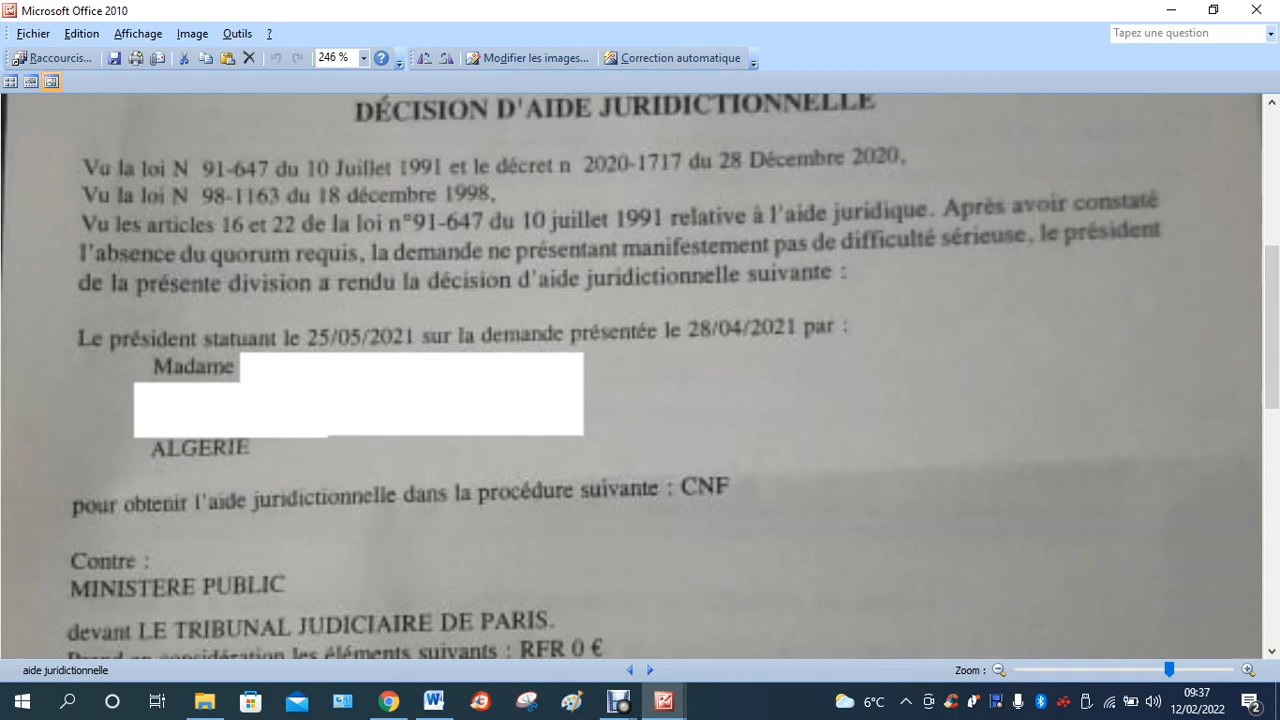 Microsoft Office 2010
Fichier Edition Affichage Image Outils ?
Tapez une question
Raccourcis... 246 % Modifier les images... Correction automatique
DÉCISION D'AIDE JURIDICTIONNELLE
Vu la loi N 91-647 du 10 Juillet 1991 et le décret n 2020-1717 du 28 Décembre 2020,
Vu la loi N 98-1163 du 18 décembre 1998,
Vu les articles 16 et 22 de la loi n°91-647 du 10 juillet 1991 relative à l'aide juridique. Après avoir constaté
l'absence du quorum requis, la demande ne présentant manifestement pas de difficulté sérieuse, le président
de la présente division a rendu la décision d'aide juridictionnelle suivante :
Le président statuant le 25/05/2021 sur la demande présentée le 28/04/2021 par :
Madame
ALGERIE
pour obtenir l'aide juridictionnelle dans la procédure suivante : CNF
Contre :
MINISTERE PUBLIC
devant LE TRIBUNAL JUDICIAIRE DE PARIS.
Prend en considération les éléments suivants : RFR 0 €
aide juridictionnelle
Zoom :
6°C
09:37
12/02/2022
2